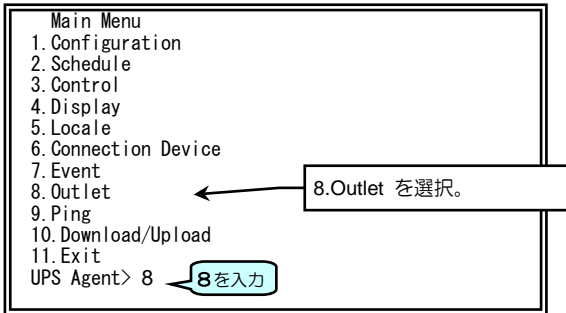 Main Menu
1.Configuration
2.Schedule
3.Control
4.Display
5.Locale
6.Connection Device
7.Event
8.Outlet
8.Outlet を選択。
9.Ping
10.Download/Upload
11.Exit
UPS Agent> 8
8を入力